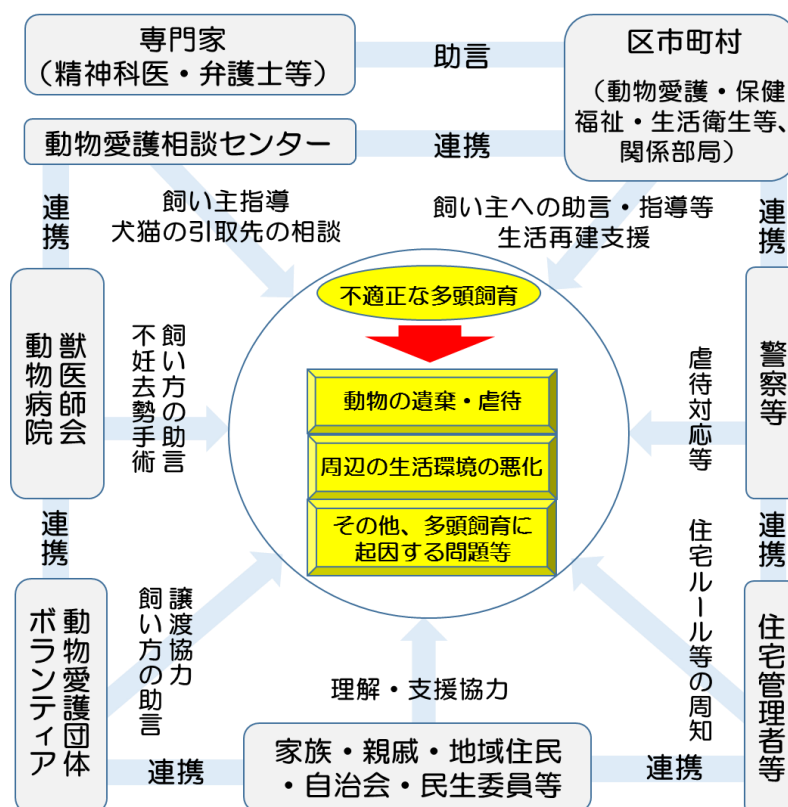 専門家
（精神科医・弁護士等）
助言
区市町村
（動物愛護・保健
福祉・生活衛生等、
関係部局）
動物愛護相談センター
連携
連携
飼い主指導
犬猫の引取先の相談
飼い主への助言・指導等
生活再建支援
連携
不適正な多頭飼育
動物の遺棄・虐待
周辺の生活環境の悪化
その他、多頭飼育に
起因する問題等
獣医師会
動物病院
飼い方の助言
不妊去勢手術
虐待対応等
警察等
連携
連携
動物愛護団体
ボランティア
譲渡協力
飼い方の助言
住宅ルール等の周知
住宅管理者等
理解・支援協力
連携
家族・親戚・地域住民
・自治会・民生委員等
連携